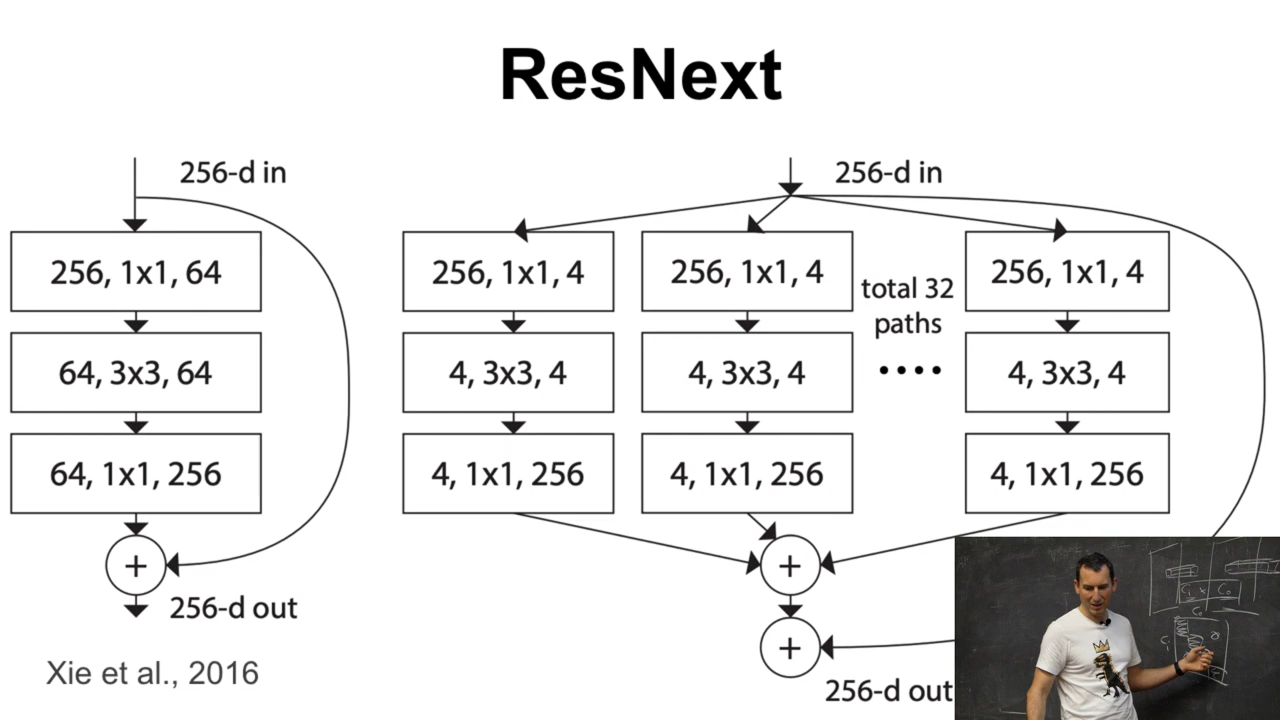 ResNext
256-d in
256, 1x1, 64
64, 3x3, 64
64, 1x1, 256
+
256-d out
Xie et al., 2016
256-d in
256, 1x1, 4
256, 1x1, 4
total 32
paths
256, 1x1, 4
4, 3x3, 4
4, 3x3, 4
....
4, 3x3, 4
4, 1x1, 256
4, 1x1, 256
4, 1x1, 256
+
+
256-d out